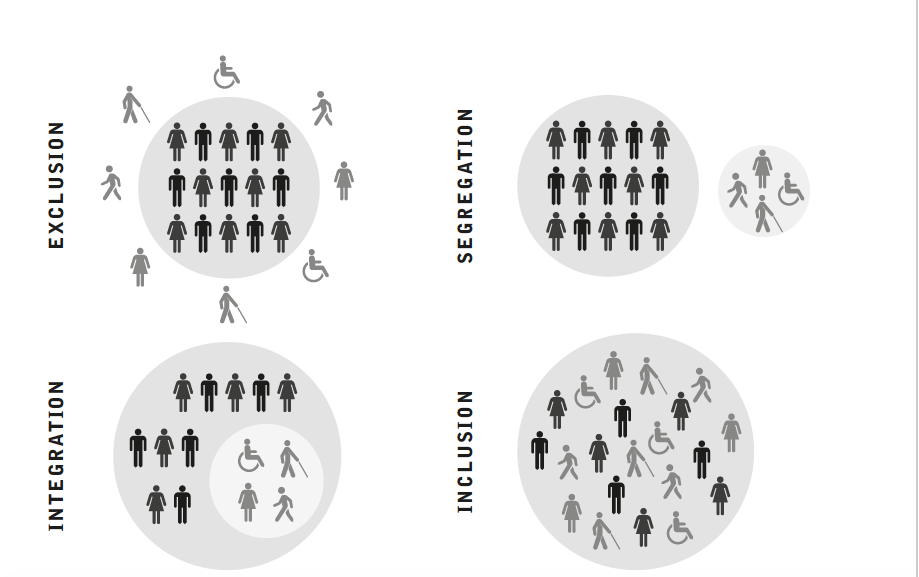 EXCLUSION
SEGREGATION
INTEGRATION
INCLUSION